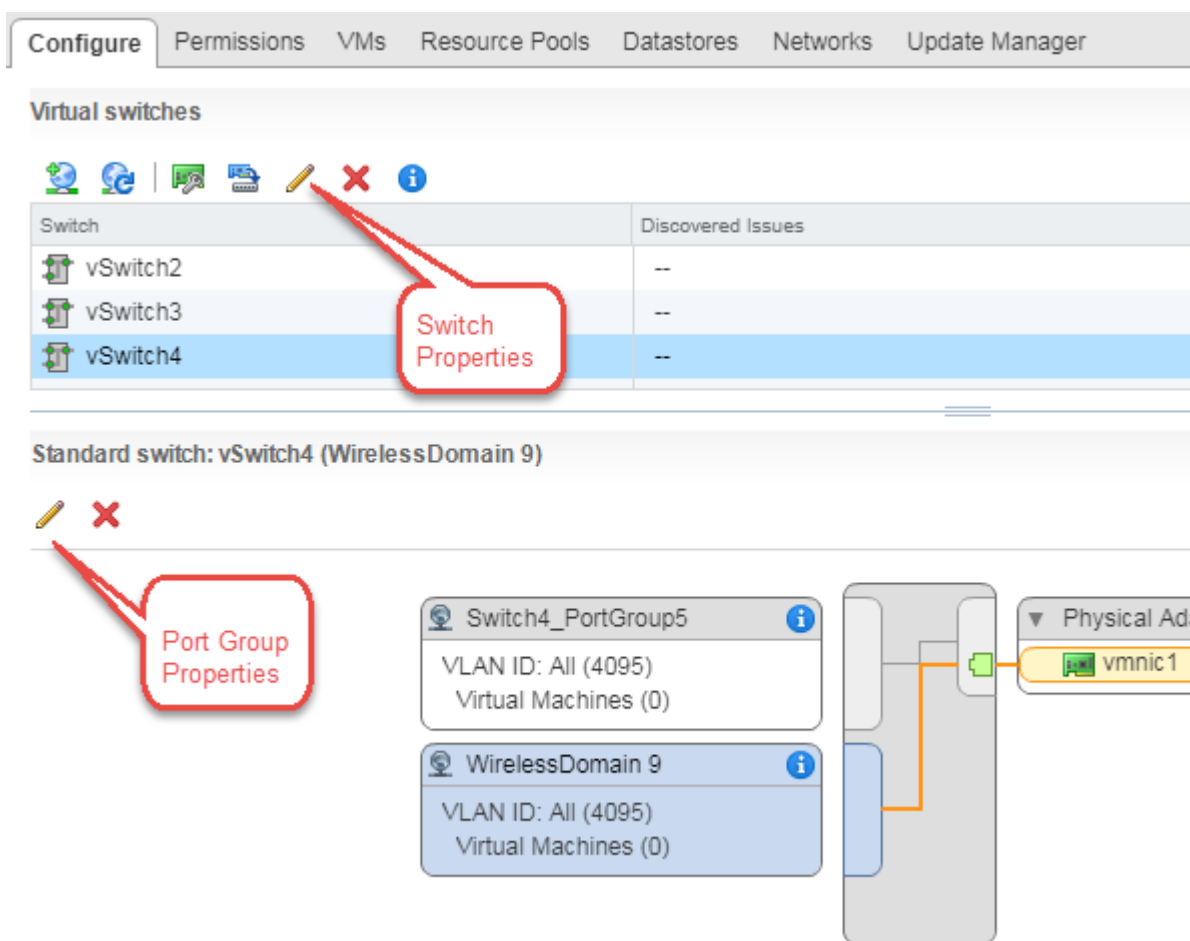 Configure Permissions VMs Resource Pools Datastores Networks Update Manager
Virtual switches
Switch Discovered Issues
vSwitch2 --
vSwitch3 --
vSwitch4 --
Switch
Properties
Standard switch: vSwitch4 (WirelessDomain 9)
Port Group
Properties
Switch4_PortGroup5
VLAN ID: All (4095)
Virtual Machines (0)
WirelessDomain 9
VLAN ID: All (4095)
Virtual Machines (0)
Physical Ada
vmnic1